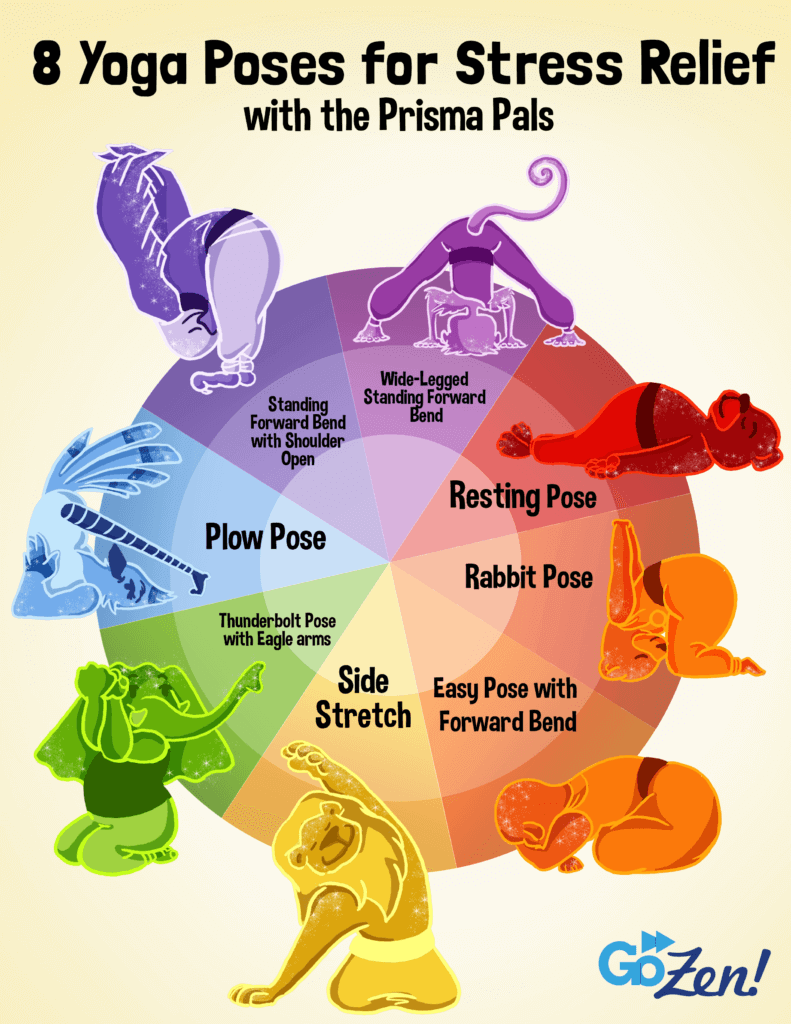 8 Yoga Poses for Stress Relief
with the Prisma Pals
Wide-Legged
Standing Forward
Bend
Standing
Forward Bend
with Shoulder
Open
Resting Pose
Plow Pose
Rabbit Pose
Thunderbolt Pose
with Eagle arms
Side
Stretch
Easy Pose with
Forward Bend
GoZen!